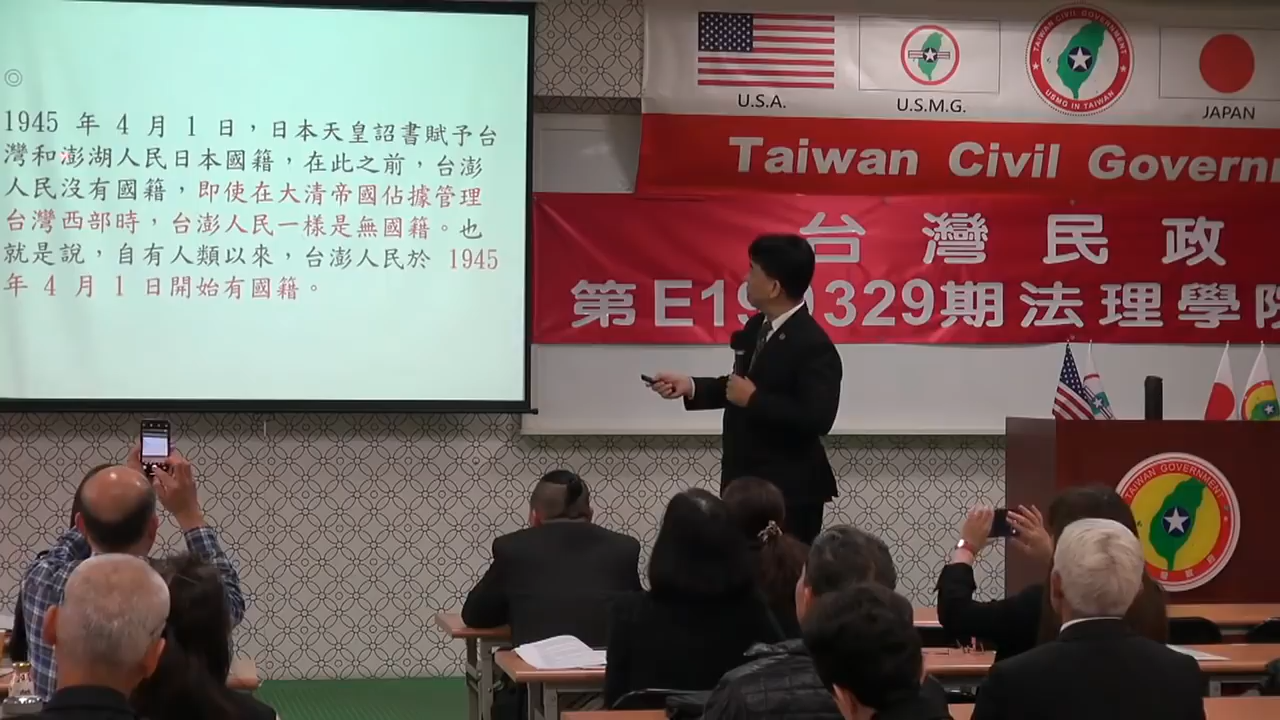 ◎
1945 年 4 月 1 日，日本天皇詔書賦予台
灣和澎湖人民日本國籍，在此之前，台澎
人民沒有國籍，即使在大清帝國佔據管理
台灣西部時，台澎人民一樣是無國籍。也
就是說，自有人類以來，台澎人民於 1945
年 4 月 1 日開始有國籍。
U.S.A.
U.S.M.G.
TAIWAN CIVIL GOVERNMENT
USMG IN TAIWAN
JAPAN
Taiwan Civil Governm
台灣民政
第E190329期法理學院
TAIWAN GOVERNMENT